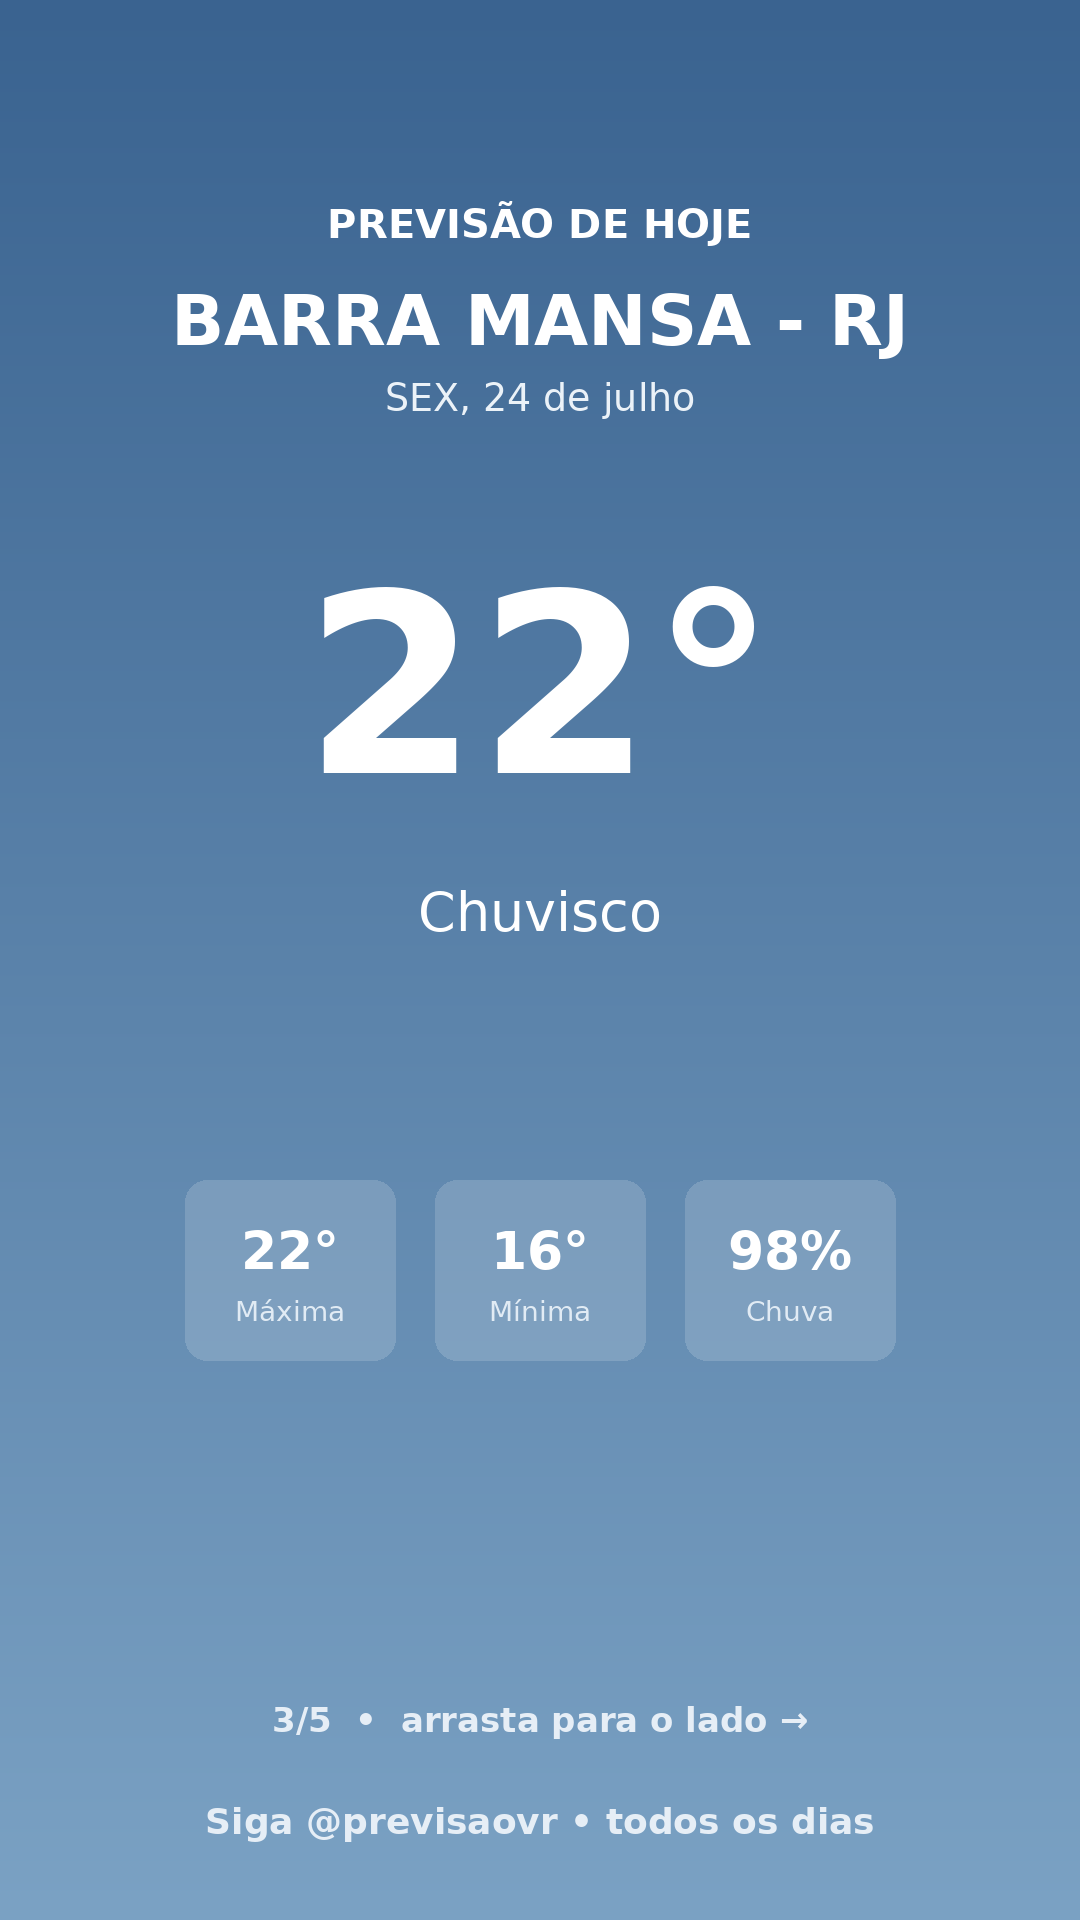 PREVISÃO DE HOJE
BARRA MANSA - RJ
SEX, 24 de julho
22°
Chuvisco
22° 16° 98%
Máxima Mínima Chuva
3/5 • arrasta para o lado →
Siga @previsaovr • todos os dias